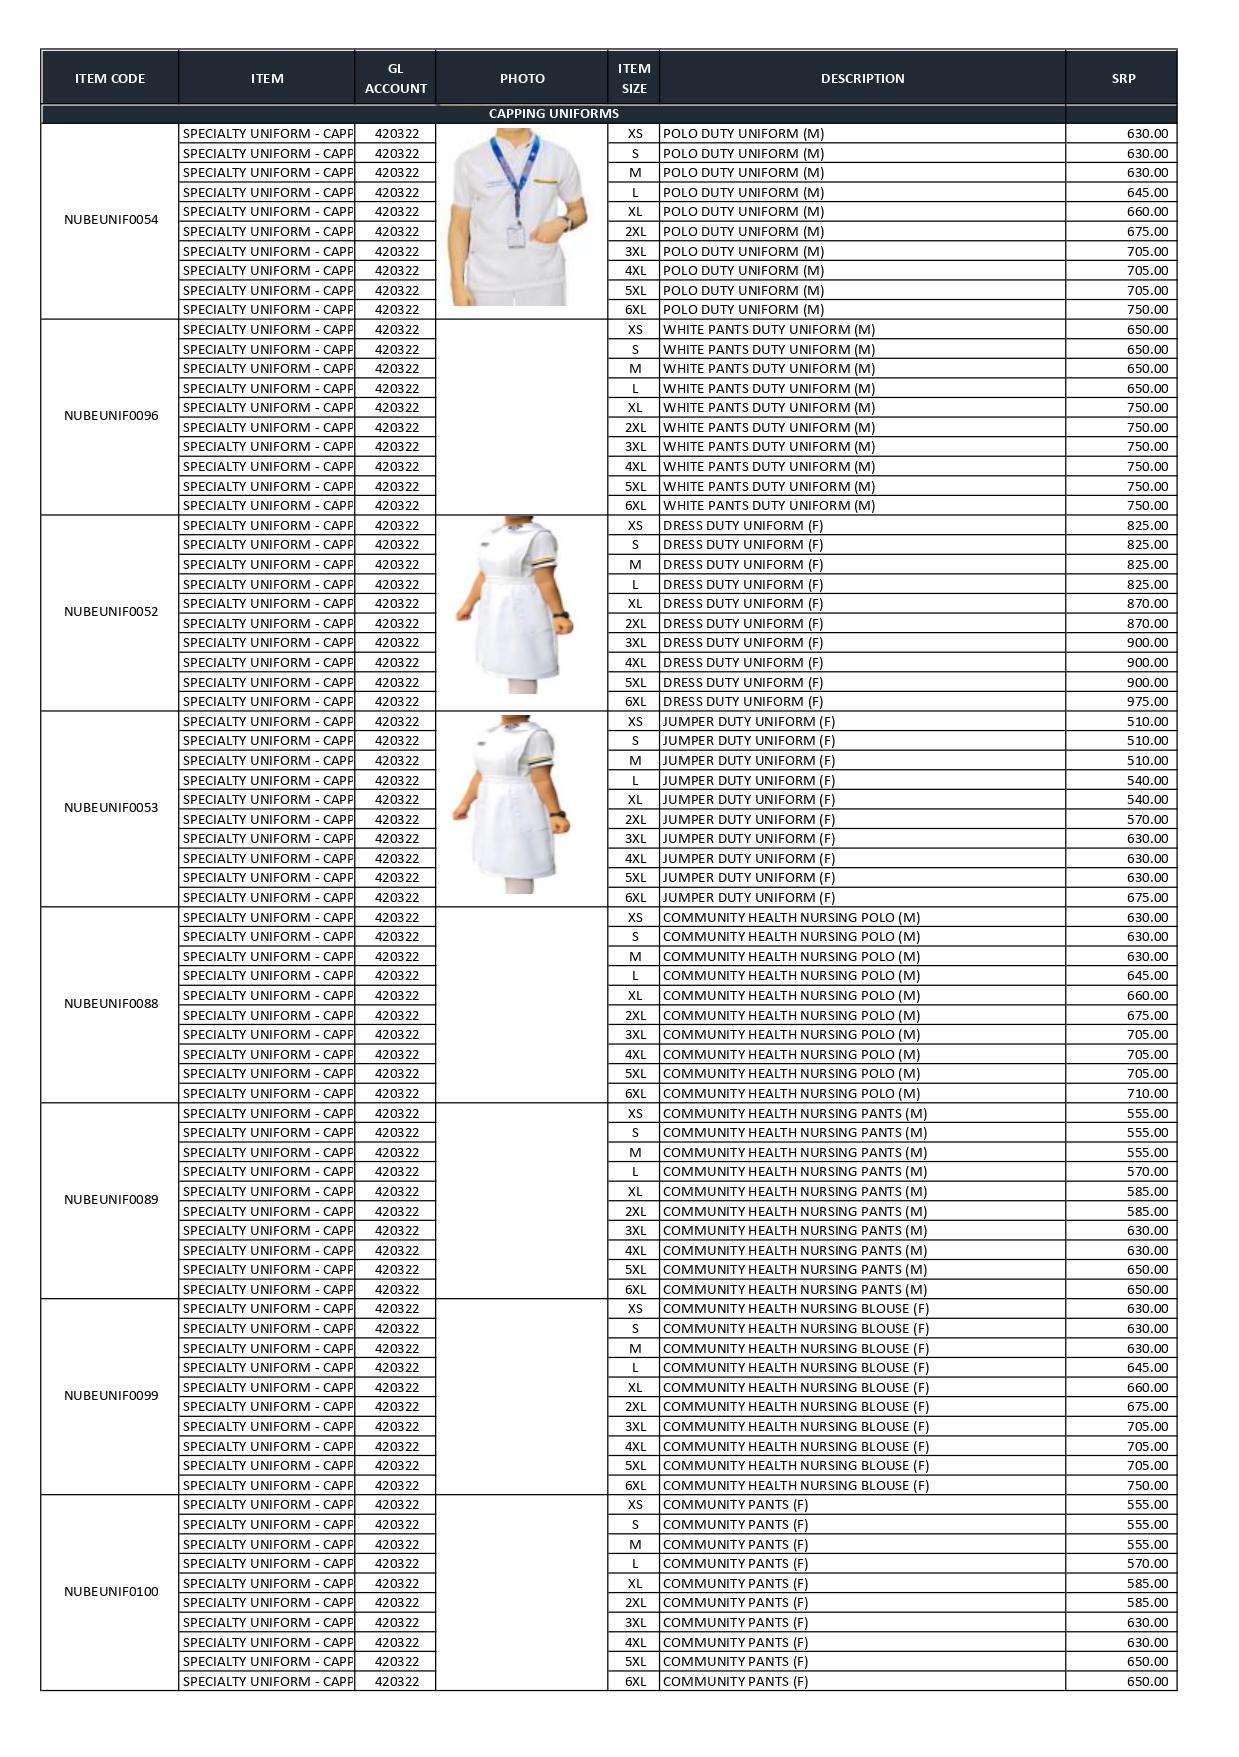 ITEM CODE ITEM GL ACCOUNT PHOTO ITEM SIZE DESCRIPTION SRP
CAPPING UNIFORMS
NUBEUNIF0054
SPECIALTY UNIFORM - CAPP 420322 XS POLO DUTY UNIFORM (M) 630.00
SPECIALTY UNIFORM - CAPP 420322 S POLO DUTY UNIFORM (M) 630.00
SPECIALTY UNIFORM - CAPP 420322 M POLO DUTY UNIFORM (M) 630.00
SPECIALTY UNIFORM - CAPP 420322 L POLO DUTY UNIFORM (M) 645.00
SPECIALTY UNIFORM - CAPP 420322 XL POLO DUTY UNIFORM (M) 660.00
SPECIALTY UNIFORM - CAPP 420322 2XL POLO DUTY UNIFORM (M) 675.00
SPECIALTY UNIFORM - CAPP 420322 3XL POLO DUTY UNIFORM (M) 705.00
SPECIALTY UNIFORM - CAPP 420322 4XL POLO DUTY UNIFORM (M) 705.00
SPECIALTY UNIFORM - CAPP 420322 5XL POLO DUTY UNIFORM (M) 705.00
SPECIALTY UNIFORM - CAPP 420322 6XL POLO DUTY UNIFORM (M) 750.00
NUBEUNIF0096
SPECIALTY UNIFORM - CAPP 420322 XS WHITE PANTS DUTY UNIFORM (M) 650.00
SPECIALTY UNIFORM - CAPP 420322 S WHITE PANTS DUTY UNIFORM (M) 650.00
SPECIALTY UNIFORM - CAPP 420322 M WHITE PANTS DUTY UNIFORM (M) 650.00
SPECIALTY UNIFORM - CAPP 420322 L WHITE PANTS DUTY UNIFORM (M) 650.00
SPECIALTY UNIFORM - CAPP 420322 XL WHITE PANTS DUTY UNIFORM (M) 750.00
SPECIALTY UNIFORM - CAPP 420322 2XL WHITE PANTS DUTY UNIFORM (M) 750.00
SPECIALTY UNIFORM - CAPP 420322 3XL WHITE PANTS DUTY UNIFORM (M) 750.00
SPECIALTY UNIFORM - CAPP 420322 4XL WHITE PANTS DUTY UNIFORM (M) 750.00
SPECIALTY UNIFORM - CAPP 420322 5XL WHITE PANTS DUTY UNIFORM (M) 750.00
SPECIALTY UNIFORM - CAPP 420322 6XL WHITE PANTS DUTY UNIFORM (M) 750.00
NUBEUNIF0052
SPECIALTY UNIFORM - CAPP 420322 XS DRESS DUTY UNIFORM (F) 825.00
SPECIALTY UNIFORM - CAPP 420322 S DRESS DUTY UNIFORM (F) 825.00
SPECIALTY UNIFORM - CAPP 420322 M DRESS DUTY UNIFORM (F) 825.00
SPECIALTY UNIFORM - CAPP 420322 L DRESS DUTY UNIFORM (F) 825.00
SPECIALTY UNIFORM - CAPP 420322 XL DRESS DUTY UNIFORM (F) 870.00
SPECIALTY UNIFORM - CAPP 420322 2XL DRESS DUTY UNIFORM (F) 870.00
SPECIALTY UNIFORM - CAPP 420322 3XL DRESS DUTY UNIFORM (F) 900.00
SPECIALTY UNIFORM - CAPP 420322 4XL DRESS DUTY UNIFORM (F) 900.00
SPECIALTY UNIFORM - CAPP 420322 5XL DRESS DUTY UNIFORM (F) 900.00
SPECIALTY UNIFORM - CAPP 420322 6XL DRESS DUTY UNIFORM (F) 975.00
NUBEUNIF0053
SPECIALTY UNIFORM - CAPP 420322 XS JUMPER DUTY UNIFORM (F) 510.00
SPECIALTY UNIFORM - CAPP 420322 S JUMPER DUTY UNIFORM (F) 510.00
SPECIALTY UNIFORM - CAPP 420322 M JUMPER DUTY UNIFORM (F) 510.00
SPECIALTY UNIFORM - CAPP 420322 L JUMPER DUTY UNIFORM (F) 540.00
SPECIALTY UNIFORM - CAPP 420322 XL JUMPER DUTY UNIFORM (F) 540.00
SPECIALTY UNIFORM - CAPP 420322 2XL JUMPER DUTY UNIFORM (F) 570.00
SPECIALTY UNIFORM - CAPP 420322 3XL JUMPER DUTY UNIFORM (F) 630.00
SPECIALTY UNIFORM - CAPP 420322 4XL JUMPER DUTY UNIFORM (F) 630.00
SPECIALTY UNIFORM - CAPP 420322 5XL JUMPER DUTY UNIFORM (F) 630.00
SPECIALTY UNIFORM - CAPP 420322 6XL JUMPER DUTY UNIFORM (F) 675.00
NUBEUNIF0088
SPECIALTY UNIFORM - CAPP 420322 XS COMMUNITY HEALTH NURSING POLO (M) 630.00
SPECIALTY UNIFORM - CAPP 420322 S COMMUNITY HEALTH NURSING POLO (M) 630.00
SPECIALTY UNIFORM - CAPP 420322 M COMMUNITY HEALTH NURSING POLO (M) 630.00
SPECIALTY UNIFORM - CAPP 420322 L COMMUNITY HEALTH NURSING POLO (M) 645.00
SPECIALTY UNIFORM - CAPP 420322 XL COMMUNITY HEALTH NURSING POLO (M) 660.00
SPECIALTY UNIFORM - CAPP 420322 2XL COMMUNITY HEALTH NURSING POLO (M) 675.00
SPECIALTY UNIFORM - CAPP 420322 3XL COMMUNITY HEALTH NURSING POLO (M) 705.00
SPECIALTY UNIFORM - CAPP 420322 4XL COMMUNITY HEALTH NURSING POLO (M) 705.00
SPECIALTY UNIFORM - CAPP 420322 5XL COMMUNITY HEALTH NURSING POLO (M) 705.00
SPECIALTY UNIFORM - CAPP 420322 6XL COMMUNITY HEALTH NURSING POLO (M) 710.00
NUBEUNIF0089
SPECIALTY UNIFORM - CAPP 420322 XS COMMUNITY HEALTH NURSING PANTS (M) 555.00
SPECIALTY UNIFORM - CAPP 420322 S COMMUNITY HEALTH NURSING PANTS (M) 555.00
SPECIALTY UNIFORM - CAPP 420322 M COMMUNITY HEALTH NURSING PANTS (M) 555.00
SPECIALTY UNIFORM - CAPP 420322 L COMMUNITY HEALTH NURSING PANTS (M) 570.00
SPECIALTY UNIFORM - CAPP 420322 XL COMMUNITY HEALTH NURSING PANTS (M) 585.00
SPECIALTY UNIFORM - CAPP 420322 2XL COMMUNITY HEALTH NURSING PANTS (M) 585.00
SPECIALTY UNIFORM - CAPP 420322 3XL COMMUNITY HEALTH NURSING PANTS (M) 630.00
SPECIALTY UNIFORM - CAPP 420322 4XL COMMUNITY HEALTH NURSING PANTS (M) 630.00
SPECIALTY UNIFORM - CAPP 420322 5XL COMMUNITY HEALTH NURSING PANTS (M) 650.00
SPECIALTY UNIFORM - CAPP 420322 6XL COMMUNITY HEALTH NURSING PANTS (M) 650.00
NUBEUNIF0099
SPECIALTY UNIFORM - CAPP 420322 XS COMMUNITY HEALTH NURSING BLOUSE (F) 630.00
SPECIALTY UNIFORM - CAPP 420322 S COMMUNITY HEALTH NURSING BLOUSE (F) 630.00
SPECIALTY UNIFORM - CAPP 420322 M COMMUNITY HEALTH NURSING BLOUSE (F) 630.00
SPECIALTY UNIFORM - CAPP 420322 L COMMUNITY HEALTH NURSING BLOUSE (F) 645.00
SPECIALTY UNIFORM - CAPP 420322 XL COMMUNITY HEALTH NURSING BLOUSE (F) 660.00
SPECIALTY UNIFORM - CAPP 420322 2XL COMMUNITY HEALTH NURSING BLOUSE (F) 675.00
SPECIALTY UNIFORM - CAPP 420322 3XL COMMUNITY HEALTH NURSING BLOUSE (F) 705.00
SPECIALTY UNIFORM - CAPP 420322 4XL COMMUNITY HEALTH NURSING BLOUSE (F) 705.00
SPECIALTY UNIFORM - CAPP 420322 5XL COMMUNITY HEALTH NURSING BLOUSE (F) 705.00
SPECIALTY UNIFORM - CAPP 420322 6XL COMMUNITY HEALTH NURSING BLOUSE (F) 750.00
NUBEUNIF0100
SPECIALTY UNIFORM - CAPP 420322 XS COMMUNITY PANTS (F) 555.00
SPECIALTY UNIFORM - CAPP 420322 S COMMUNITY PANTS (F) 555.00
SPECIALTY UNIFORM - CAPP 420322 M COMMUNITY PANTS (F) 555.00
SPECIALTY UNIFORM - CAPP 420322 L COMMUNITY PANTS (F) 570.00
SPECIALTY UNIFORM - CAPP 420322 XL COMMUNITY PANTS (F) 585.00
SPECIALTY UNIFORM - CAPP 420322 2XL COMMUNITY PANTS (F) 585.00
SPECIALTY UNIFORM - CAPP 420322 3XL COMMUNITY PANTS (F) 630.00
SPECIALTY UNIFORM - CAPP 420322 4XL COMMUNITY PANTS (F) 630.00
SPECIALTY UNIFORM - CAPP 420322 5XL COMMUNITY PANTS (F) 650.00
SPECIALTY UNIFORM - CAPP 420322 6XL COMMUNITY PANTS (F) 650.00